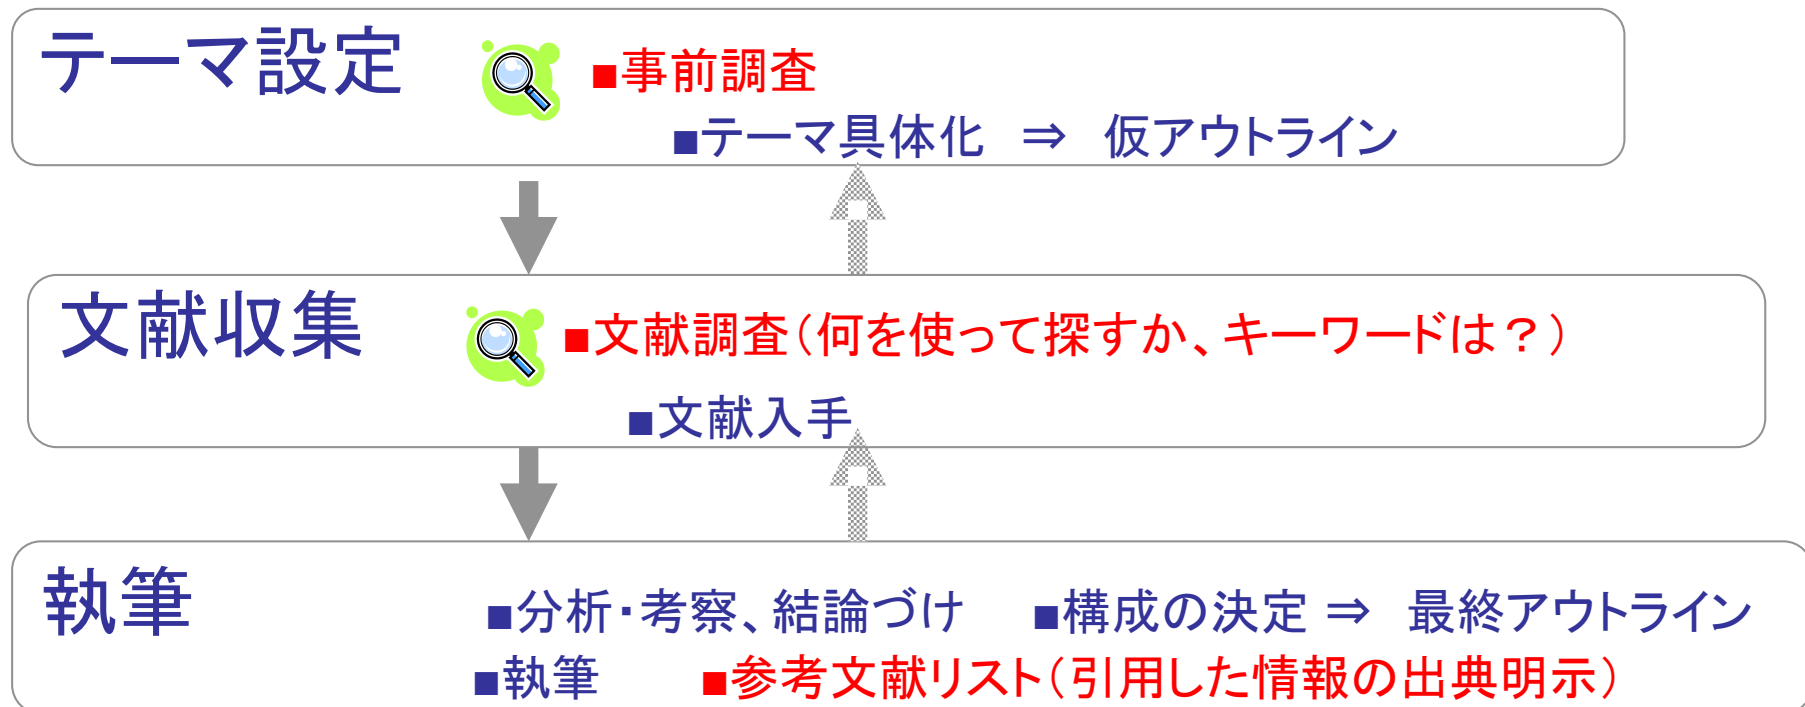 テーマ設定
■事前調査
■テーマ具体化 ⇒ 仮アウトライン
文献収集
■文献調査（何を使って探すか、キーワードは？）
■文献入手
執筆
■分析・考察、結論づけ ■構成の決定 ⇒ 最終アウトライン
■執筆 ■参考文献リスト（引用した情報の出典明示）